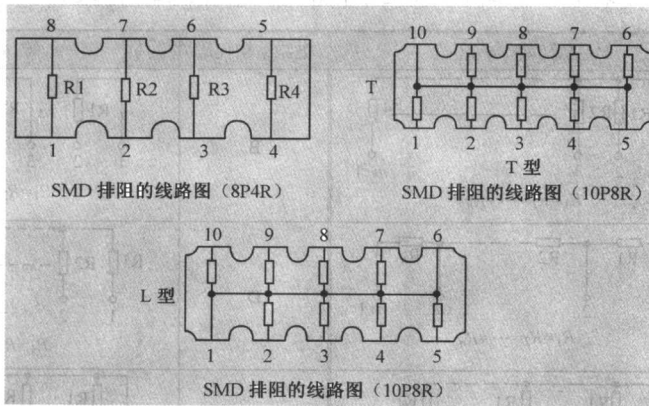 8 7 6 5
R1 R2 R3 R4
1 2 3 4
SMD 排阻的线路图（8P4R）
10 9 8 7 6
T
1 2 3 4 5
T 型
SMD 排阻的线路图（10P8R）
10 9 8 7 6
L 型
1 2 3 4 5
SMD 排阻的线路图（10P8R）